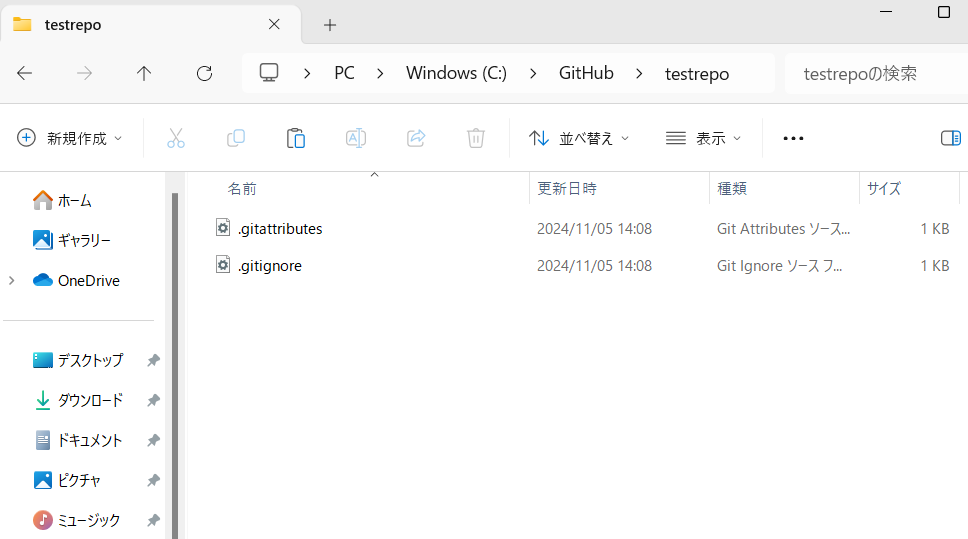 testrepo
PC Windows (C:) GitHub testrepo testrepoの検索
新規作成 並べ替え 表示
名前 更新日時 種類 サイズ
ホーム
.gitattributes 2024/11/05 14:08 Git Attributes ソース... 1 KB
ギャラリー
.gitignore 2024/11/05 14:08 Git Ignore ソース フ... 1 KB
OneDrive
デスクトップ
ダウンロード
ドキュメント
ピクチャ
ミュージック